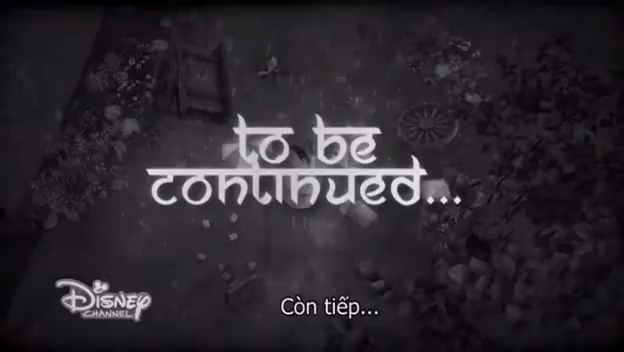 to be
continued...
Disney
CHANNEL
Còn tiếp...